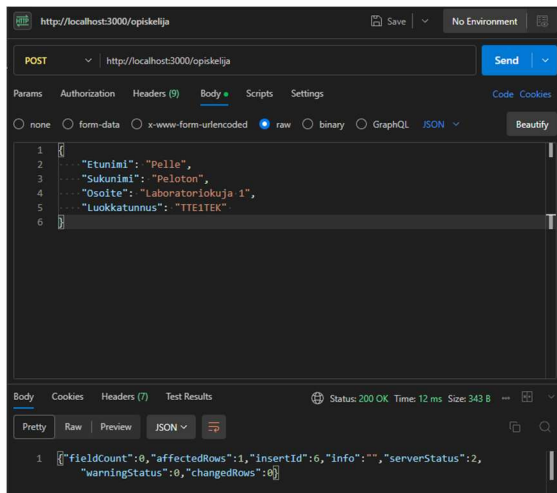 HTTP http://localhost:3000/opiskelija Save No Environment
POST http://localhost:3000/opiskelija Send
Params Authorization Headers (9) Body Scripts Settings Code Cookies
none form-data x-www-form-urlencoded raw binary GraphQL JSON Beautify
1 {
2 "Etunimi": "Pelle",
3 "Sukunimi": "Peloton",
4 "Osoite": "Laboratoriokuja 1",
5 "Luokkatunnus": "TTE1TEK"
6 }
Body Cookies Headers (7) Test Results Status: 200 OK Time: 12 ms Size: 343 B
Pretty Raw Preview JSON
1 {"fieldCount":0,"affectedRows":1,"insertId":6,"info":"","serverStatus":2,
"warningStatus":0,"changedRows":0}